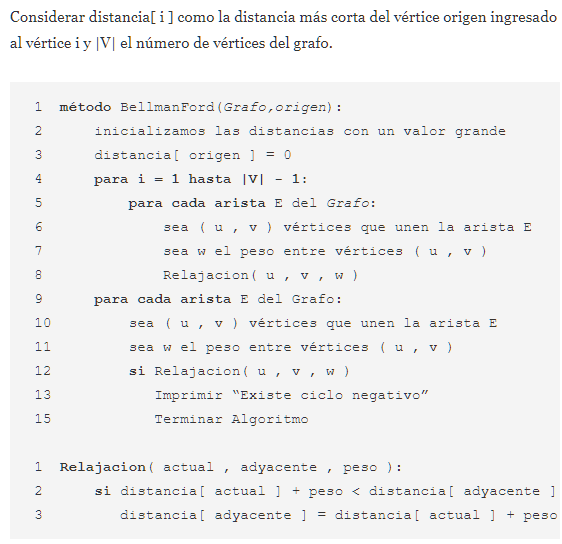 Considerar distancia[ i ] como la distancia más corta del vértice origen ingresado
al vértice i y |V| el número de vértices del grafo.
1 método BellmanFord(Grafo,origen):
2 inicializamos las distancias con un valor grande
3 distancia[ origen ] = 0
4 para i = 1 hasta |V| - 1:
5 para cada arista E del Grafo:
6 sea ( u , v ) vértices que unen la arista E
7 sea w el peso entre vértices ( u , v )
8 Relajacion( u , v , w )
9 para cada arista E del Grafo:
10 sea ( u , v ) vértices que unen la arista E
11 sea w el peso entre vértices ( u , v )
12 si Relajacion( u , v , w )
13 Imprimir “Existe ciclo negativo”
15 Terminar Algoritmo
1 Relajacion( actual , adyacente , peso ):
2 si distancia[ actual ] + peso < distancia[ adyacente ]
3 distancia[ adyacente ] = distancia[ actual ] + peso